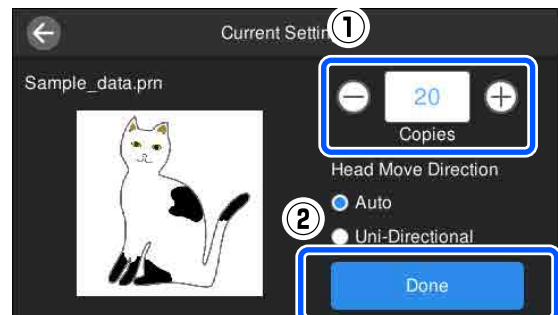 Current Settin
1
Sample_data.prn
20
Copies
Head Move Direction
Auto
2
Uni-Directional
Done